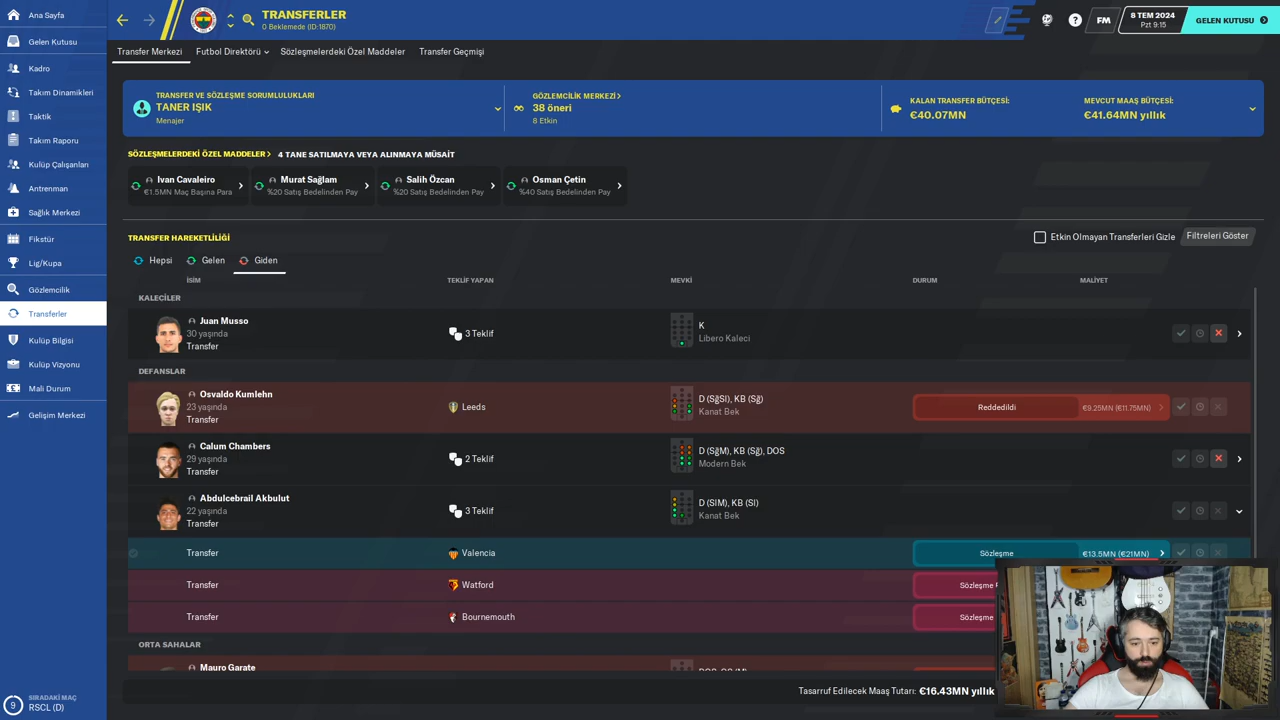 Ana Sayfa
Gelen Kutusu
Kadro
Takım Dinamikleri
Taktik
Takım Raporu
Kulüp Çalışanları
Antrenman
Sağlık Merkezi
Fikstür
Lig/Kupa
Gözlemcilik
Transferler
Kulüp Bilgisi
Kulüp Vizyonu
Mali Durum
Gelişim Merkezi
9
SIRADAKİ MAÇ
RSCL (D)
TRANSFERLER
0 Beklemede (ID:1870)
?
FM
8 TEM 2024
Pzt 9:15
GELEN KUTUSU
Transfer Merkezi
Futbol Direktörü
Sözleşmelerdeki Özel Maddeler
Transfer Geçmişi
TRANSFER VE SÖZLEŞME SORUMLULUKLARI
TANER IŞIK
Menajer
GÖZLEMCİLİK MERKEZİ
38 öneri
8 Etkin
KALAN TRANSFER BÜTÇESİ:
€40.07MN
MEVCUT MAAŞ BÜTÇESİ:
€41.64MN yıllık
SÖZLEŞMELERDEKİ ÖZEL MADDELER
4 TANE SATILMAYA VEYA ALINMAYA MÜSAİT
Ivan Cavaleiro
€1.5MN Maç Başına Para
Murat Sağlam
%20 Satış Bedelinden Pay
Salih Özcan
%20 Satış Bedelinden Pay
Osman Çetin
%40 Satış Bedelinden Pay
TRANSFER HAREKETLİLİĞİ
Etkin Olmayan Transferleri Gizle
Filtreleri Göster
Hepsi
Gelen
Giden
İSİM
TEKLİF YAPAN
MEVKİ
DURUM
MALİYET
KALECİLER
Juan Musso
30 yaşında
Transfer
3 Teklif
K
Libero Kaleci
DEFANSLAR
Osvaldo Kumlehn
23 yaşında
Transfer
Leeds
D (SğSl), KB (Sğ)
Kanat Bek
Reddedildi
€9.25MN (€11.75MN)
Calum Chambers
29 yaşında
Transfer
2 Teklif
D (SğM), KB (Sğ), DOS
Modern Bek
Abdulcebrail Akbulut
22 yaşında
Transfer
3 Teklif
D (SlM), KB (Sl)
Kanat Bek
Transfer
Valencia
Sözleşme
€13.5MN (€21MN)
Transfer
Watford
Sözleşme
Transfer
Bournemouth
Sözleşme
ORTA SAHALAR
Mauro Garate
Tasarruf Edilecek Maaş Tutarı: €16.43MN yıllık